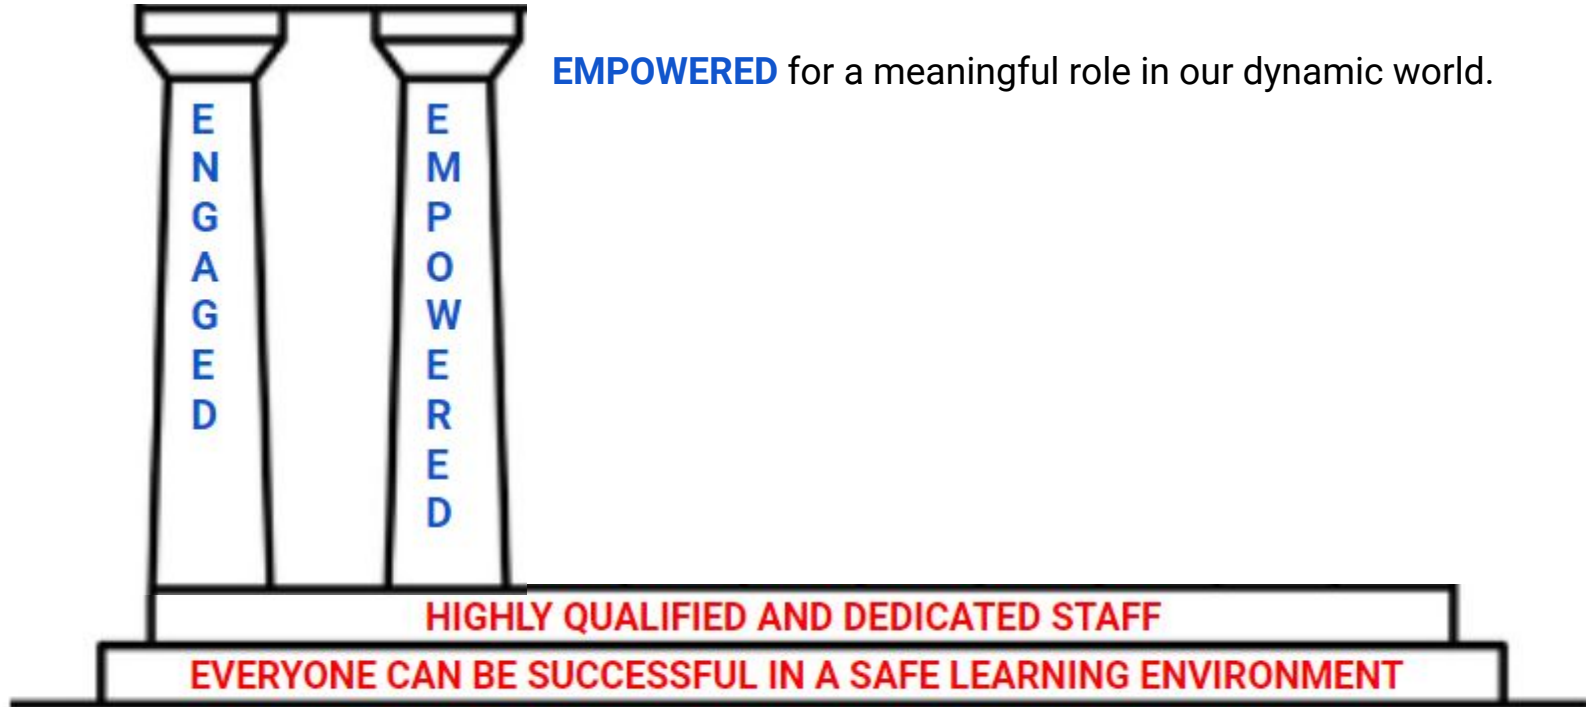 ENGAGED
EMPOWERED
EMPOWERED for a meaningful role in our dynamic world.
HIGHLY QUALIFIED AND DEDICATED STAFF
EVERYONE CAN BE SUCCESSFUL IN A SAFE LEARNING ENVIRONMENT